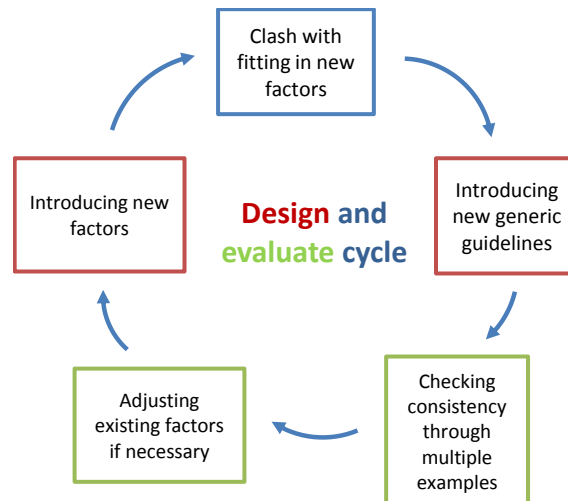 Clash with
fitting in new
factors
Introducing new
factors
Design and
evaluate cycle
Introducing
new generic
guidelines
Adjusting
existing factors
if necessary
Checking
consistency
through
multiple
examples